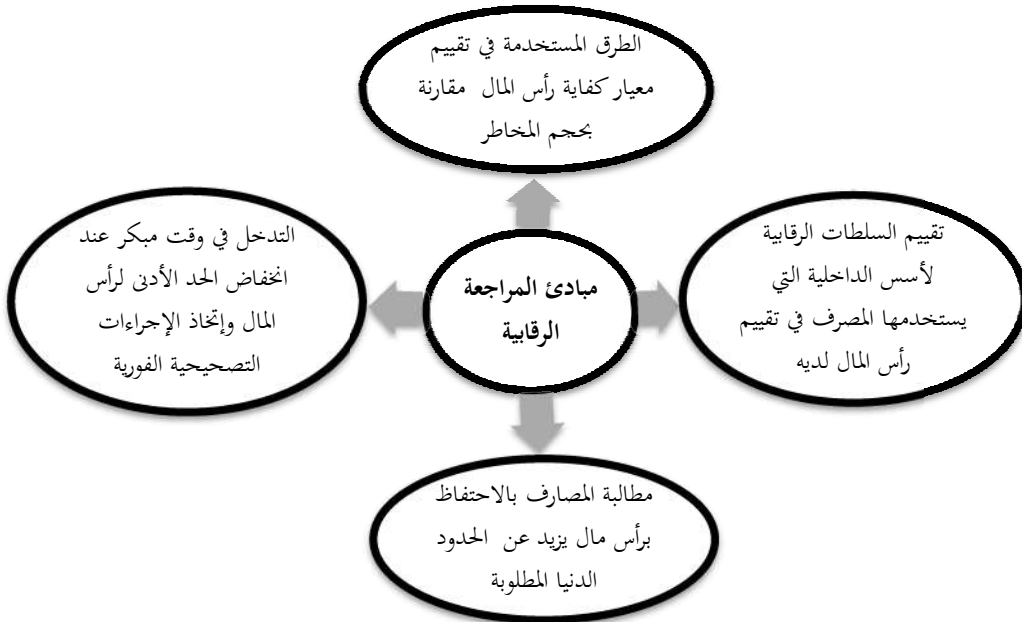 الطرق المستخدمة في تقييم
معيار كفاية رأس المال مقارنة
بحجم المخاطر
تقييم السلطات الرقابية
لأسس الداخلية التي
يستخدمها المصرف في تقييم
رأس المال لديه
مبادئ المراجعة
الرقابية
التدخل في وقت مبكر عند
انخفاض الحد الأدنى لرأس
المال وإتخاذ الإجراءات
التصحيحية الفورية
مطالبة المصارف بالاحتفاظ
برأس مال يزيد عن الحدود
الدنيا المطلوبة